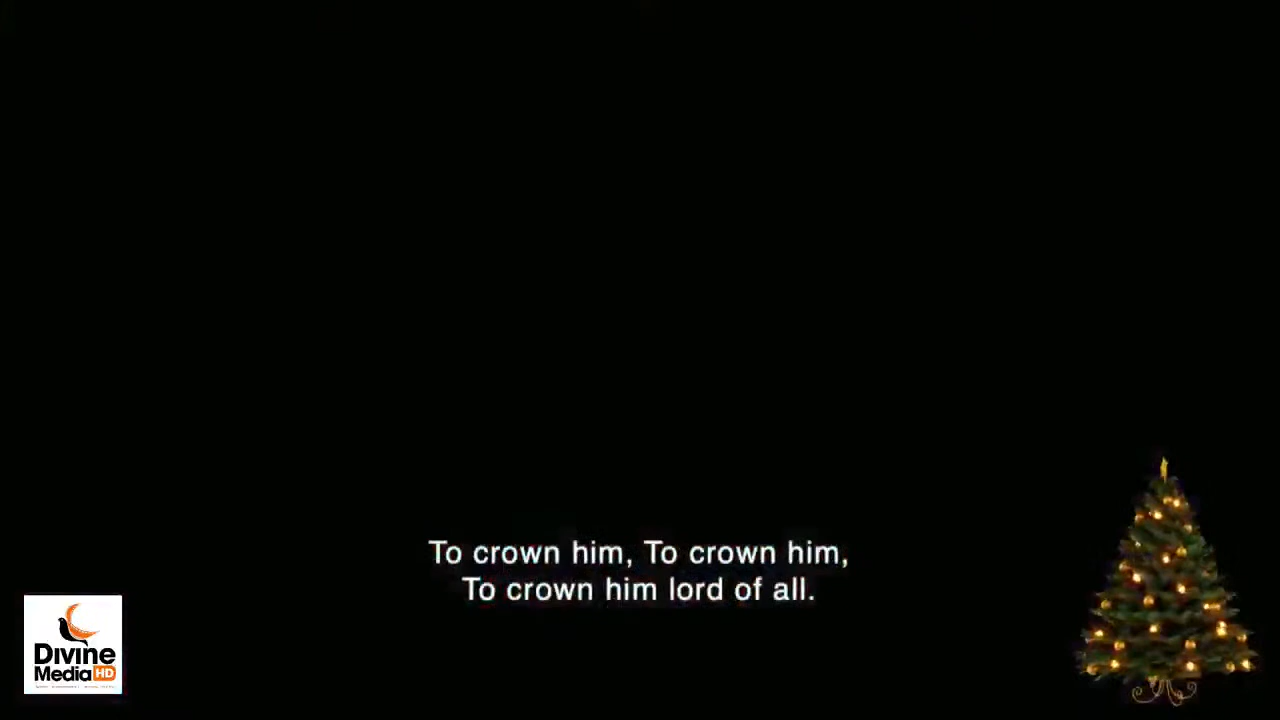 To crown him, To crown him,
To crown him lord of all.
Divine
Media HD